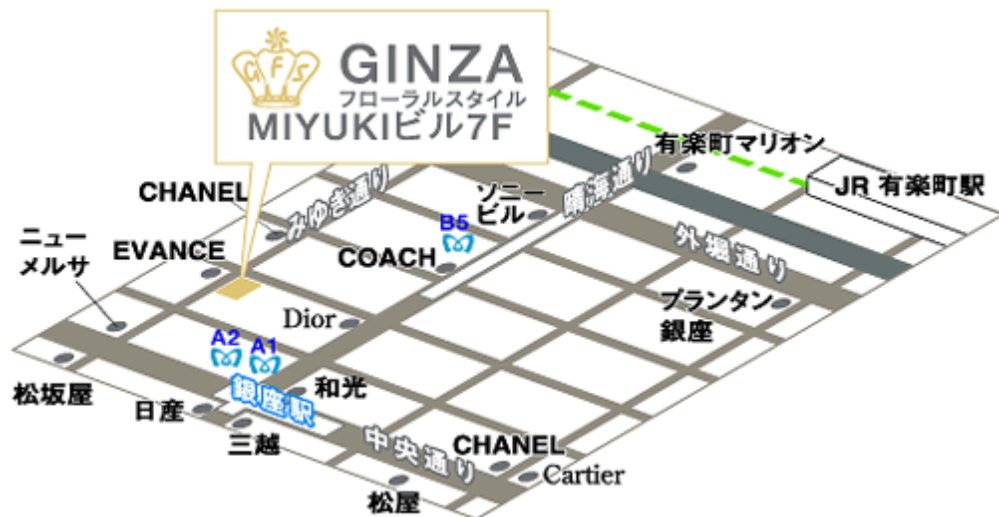 GFS
GINZA
フローラルスタイル
MIYUKIビル7F
有楽町マリオン
JR 有楽町駅
CHANEL
みゆき通り
ソニー
ビル
晴海通り
B5
ニュー
メルサ
EVANCE
COACH
外堀通り
プランタン
銀座
Dior
A2
A1
松坂屋
銀座駅
和光
日産
三越
中央通り
CHANEL
Cartier
松屋